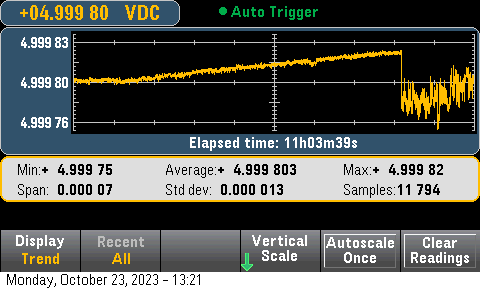 +04.999 80 VDC
Auto Trigger
4.999 83
4.999 80
4.999 76
Elapsed time: 11h03m39s
Min:+ 4.999 75 Average:+ 4.999 803 Max:+ 4.999 82
Span: 0.000 07 Std dev: 0.000 013 Samples:11 794
Display Trend
Recent All
Vertical Scale
Autoscale Once
Clear Readings
Monday, October 23, 2023 - 13:21